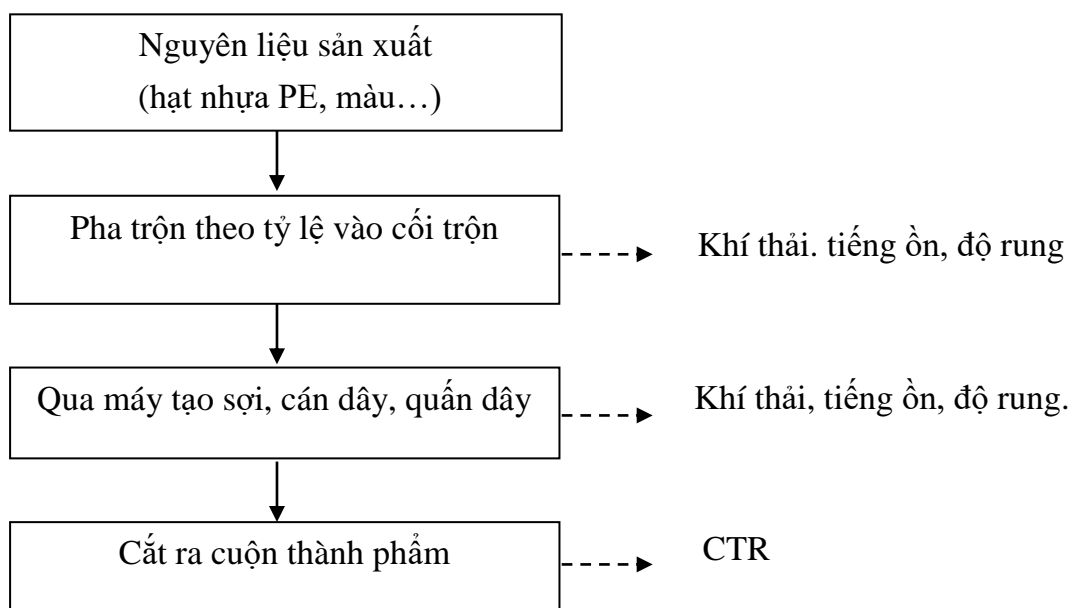 Nguyên liệu sản xuất
(hạt nhựa PE, màu…)
Pha trộn theo tỷ lệ vào cối trộn
Khí thải. tiếng ồn, độ rung
Qua máy tạo sợi, cán dây, quấn dây
Khí thải, tiếng ồn, độ rung.
Cắt ra cuộn thành phẩm
CTR